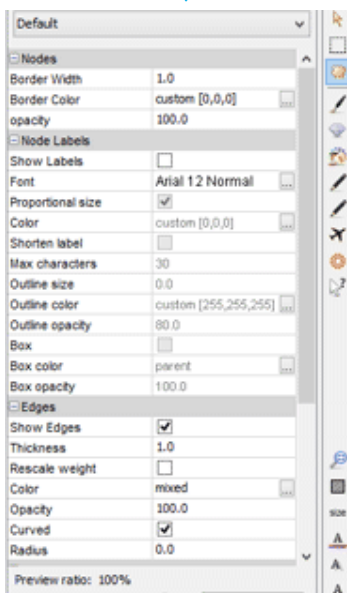 Default
Nodes
Border Width 1.0
Border Color custom [0,0,0] ...
opacity 100.0
Node Labels
Show Labels
Font Arial 12 Normal ...
Proportional size
Color custom [0,0,0] ...
Shorten label
Max characters 30
Outline size 0.0
Outline color custom [255,255,255] ...
Outline opacity 80.0
Box
Box color parent ...
Box opacity 100.0
Edges
Show Edges
Thickness 1.0
Rescale weight
Color mixed ...
Opacity 100.0
Curved
Radius 0.0
Preview ratio: 100%
?
size
A
A
A